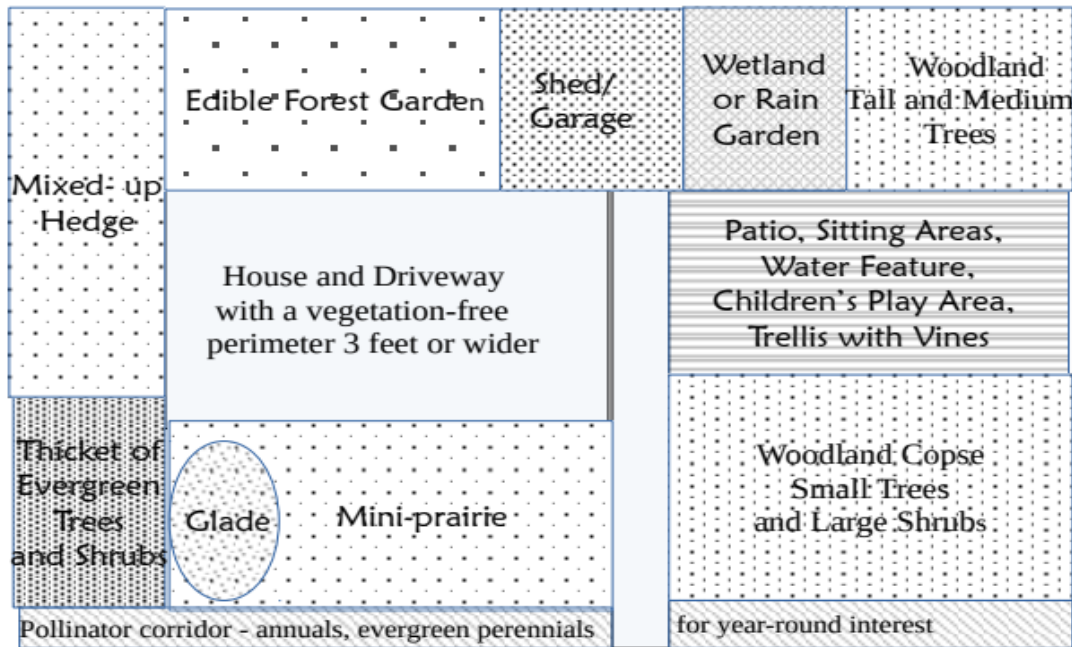 Edible Forest Garden
Shed/
Garage
Wetland
or Rain
Garden
Woodland
Tall and Medium
Trees
Mixed- up
Hedge
House and Driveway
with a vegetation-free
perimeter 3 feet or wider
Patio, Sitting Areas,
Water Feature,
Children’s Play Area,
Trellis with Vines
Thicket of
Evergreen
Trees
and Shrubs
Glade
Mini-prairie
Woodland Copse
Small Trees
and Large Shrubs
Pollinator corridor - annuals, evergreen perennials
for year-round interest